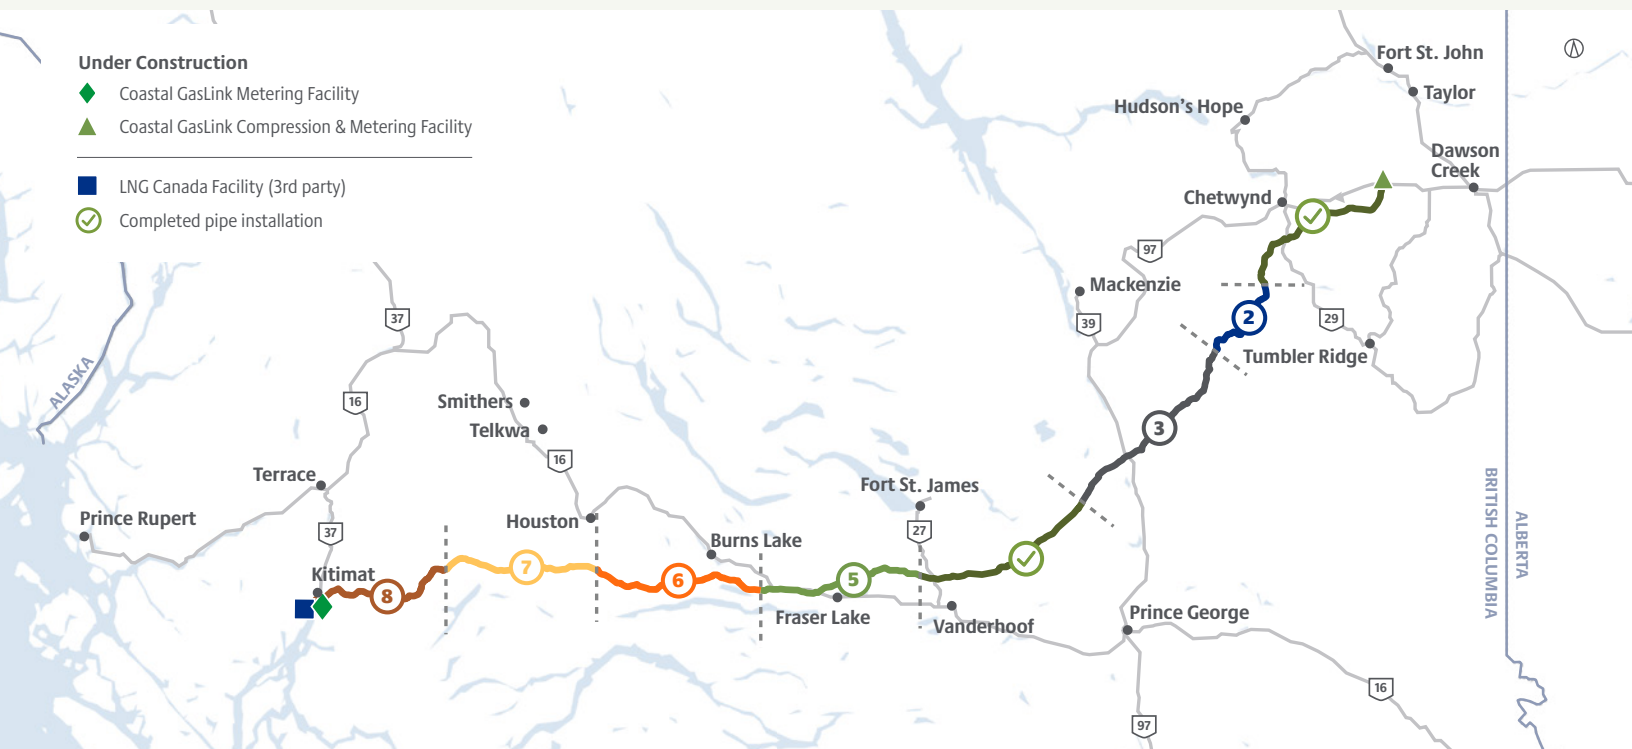 Under Construction
Coastal GasLink Metering Facility
Coastal GasLink Compression & Metering Facility
LNG Canada Facility (3rd party)
Completed pipe installation
Fort St. John
Taylor
Hudson's Hope
Dawson
Creek
Chetwynd
97
Mackenzie
39
29
2
Tumbler Ridge
37
ALASKA
16
Smithers
Telkwa
16
3
Terrace
Fort St. James
BRITISH COLUMBIA
ALBERTA
Prince Rupert
37
Houston
27
Burns Lake
Kitimat
7
6
5
8
Fraser Lake
Vanderhoof
Prince George
16
97